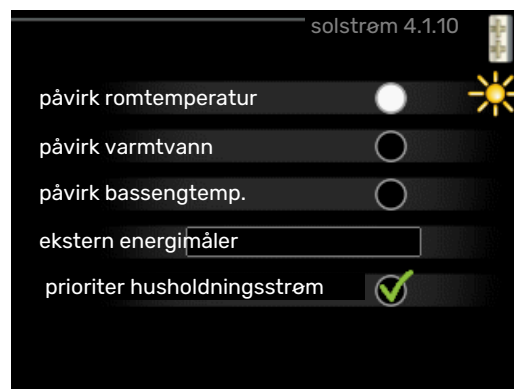 solstrøm 4.1.10
påvirk romtemperatur
påvirk varmtvann
påvirk bassengtemp.
ekstern energimåler
prioriter husholdningsstrøm